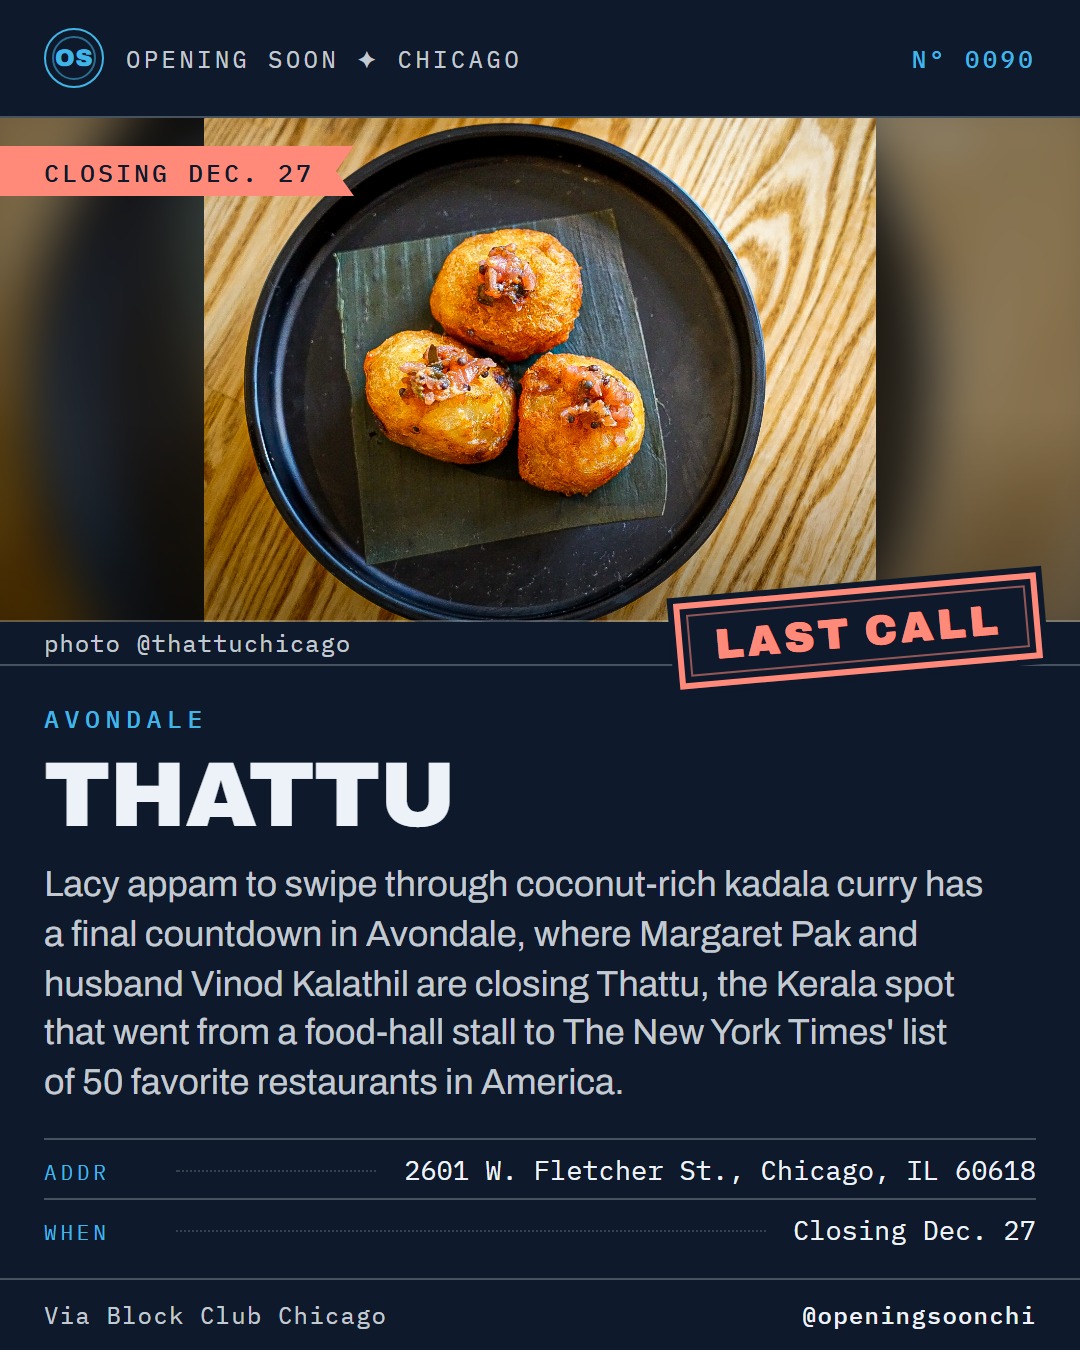 OS OPENING SOON ✦ CHICAGO
N° 0090
CLOSING DEC. 27
LAST CALL
photo @thattuchicago
AVONDALE
THATTU
Lacy appam to swipe through coconut-rich kadala curry has
a final countdown in Avondale, where Margaret Pak and
husband Vinod Kalathil are closing Thattu, the Kerala spot
that went from a food-hall stall to The New York Times' list
of 50 favorite restaurants in America.
ADDR 2601 W. Fletcher St., Chicago, IL 60618
WHEN Closing Dec. 27
Via Block Club Chicago
@openingsoonchi